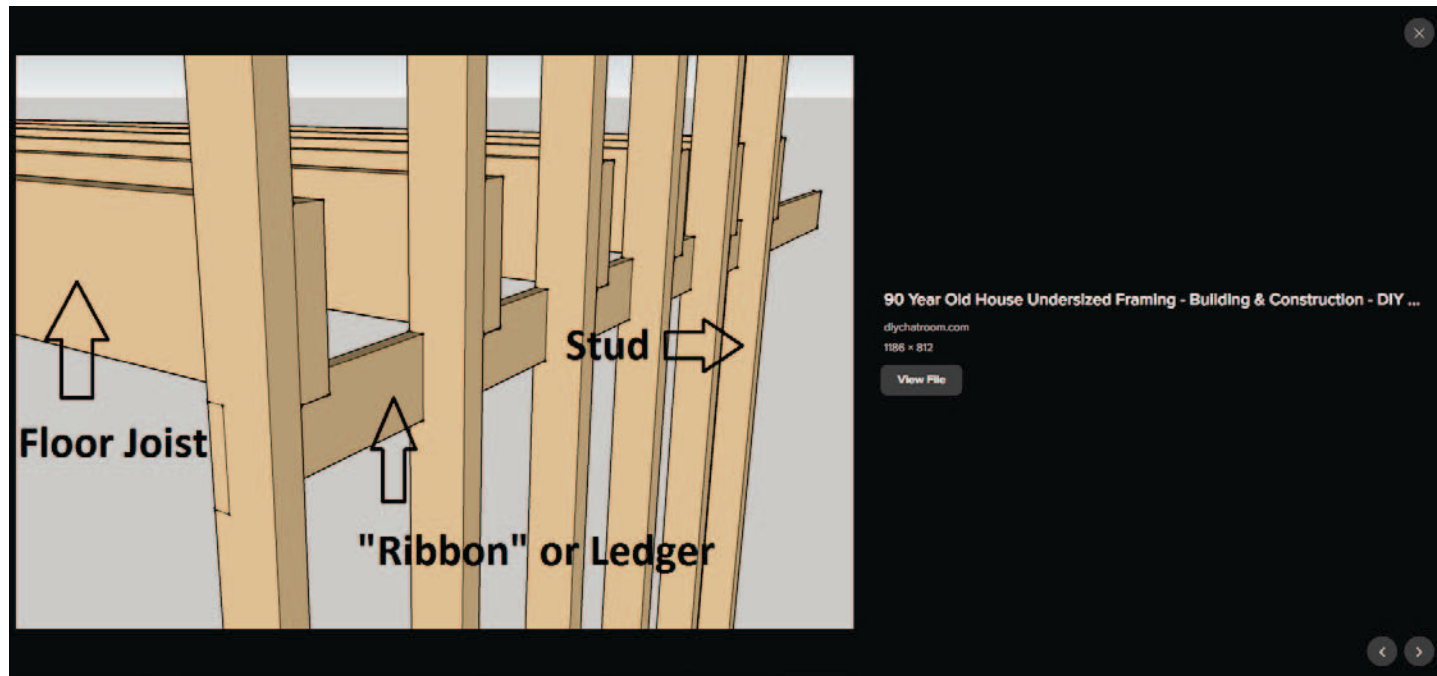 Floor Joist
Stud
"Ribbon" or Ledger
90 Year Old House Undersized Framing - Building & Construction - DIY ...
diychatroom.com
1186 × 812
View File